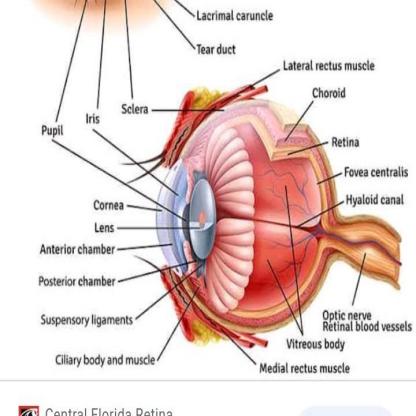 Lacrimal caruncle
Tear duct
Lateral rectus muscle
Choroid
Sclera
Iris
Pupil
Retina
Fovea centralis
Hyaloid canal
Cornea
Lens
Anterior chamber
Posterior chamber
Suspensory ligaments
Optic nerve
Retinal blood vessels
Vitreous body
Ciliary body and muscle
Medial rectus muscle
Central Florida Retina